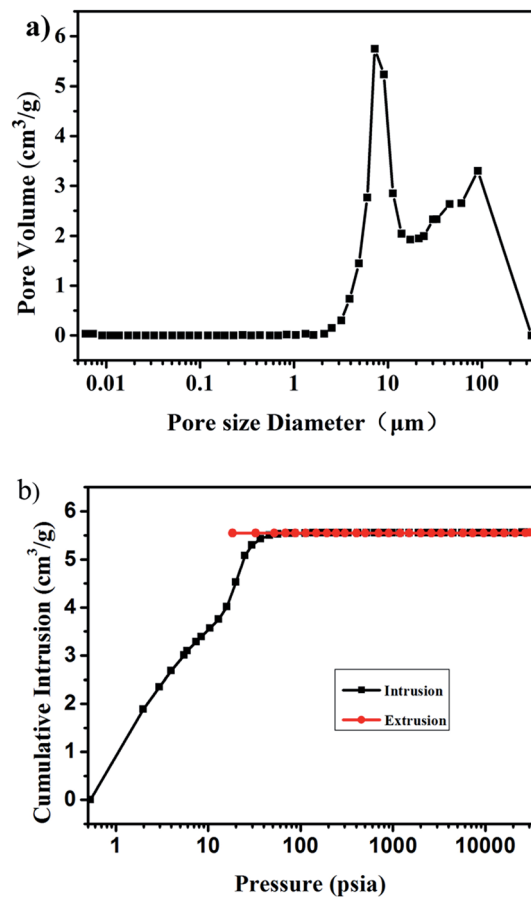 a)
Pore Volume (cm³/g)
6
5
4
3
2
1
0
0.01 0.1 1 10 100
Pore size Diameter（μm）
b)
Cumulative Intrusion (cm³/g)
6
5
4
3
2
1
0
Intrusion
Extrusion
1 10 100 1000 10000
Pressure (psia)